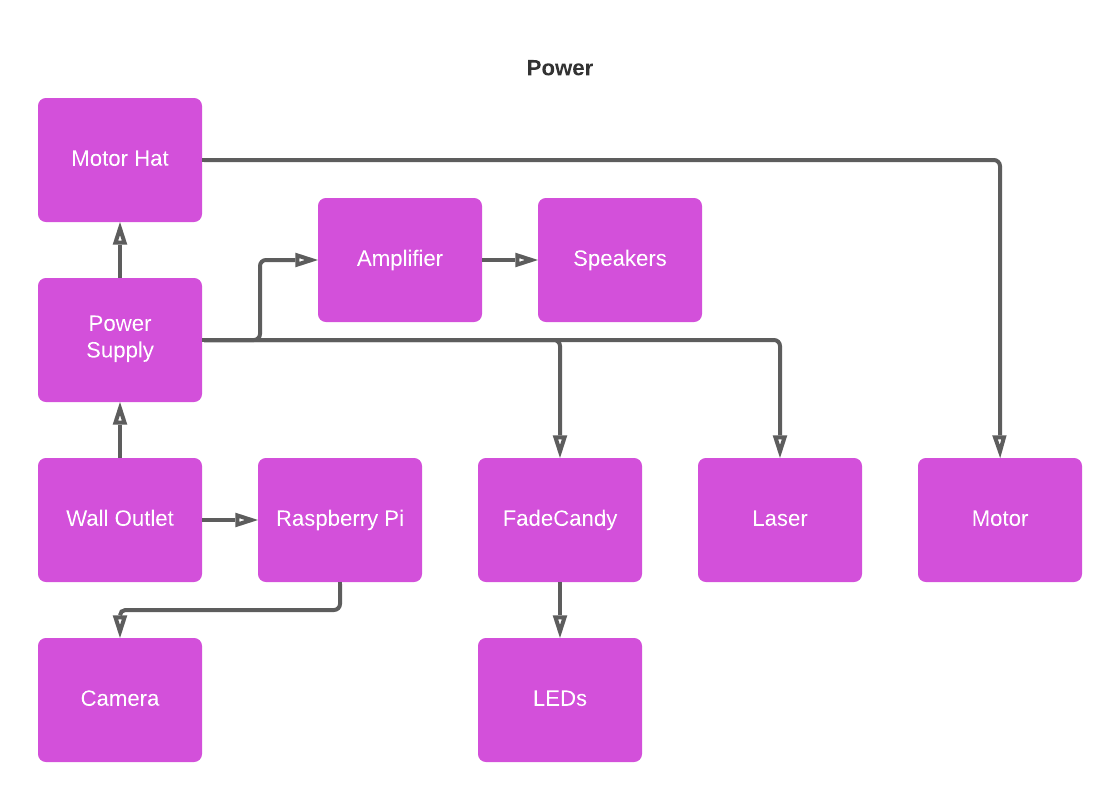 Power
Motor Hat
Amplifier
Speakers
Power
Supply
Wall Outlet
Raspberry Pi
FadeCandy
Laser
Motor
Camera
LEDs